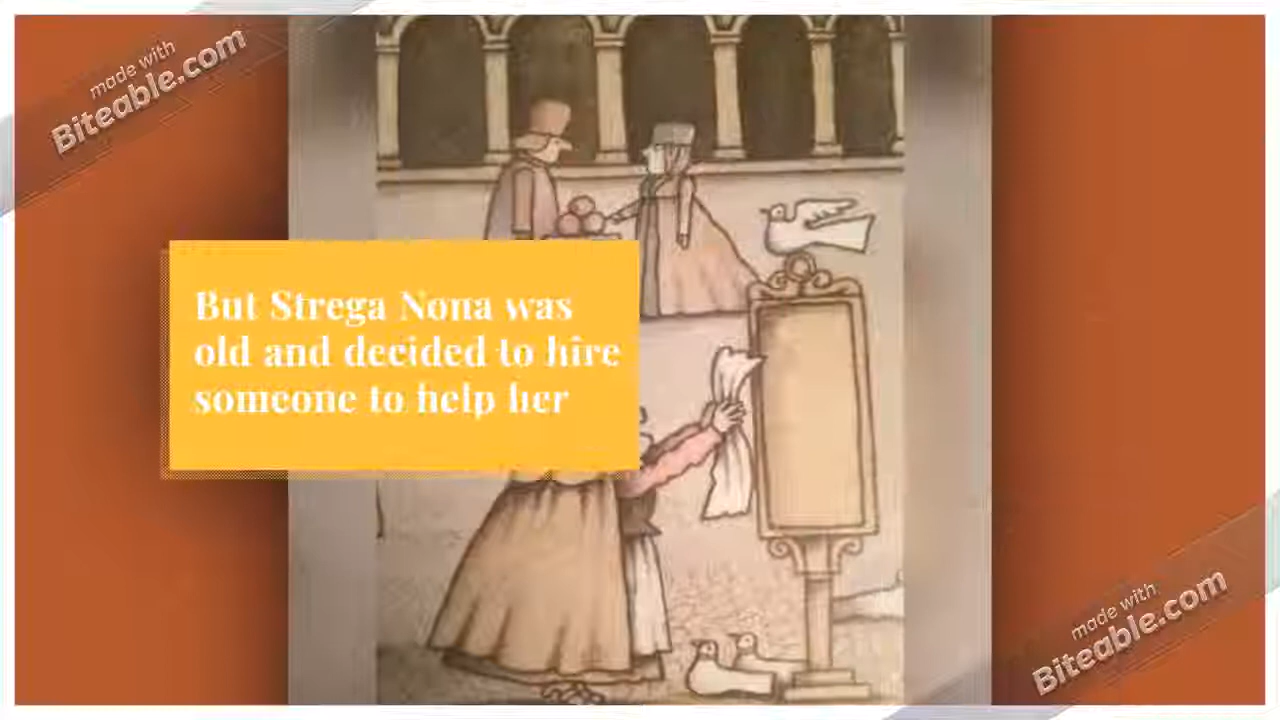 made with
Biteable.com
But Strega Nona was
old and decided to hire
someone to help her
made with
Biteable.com